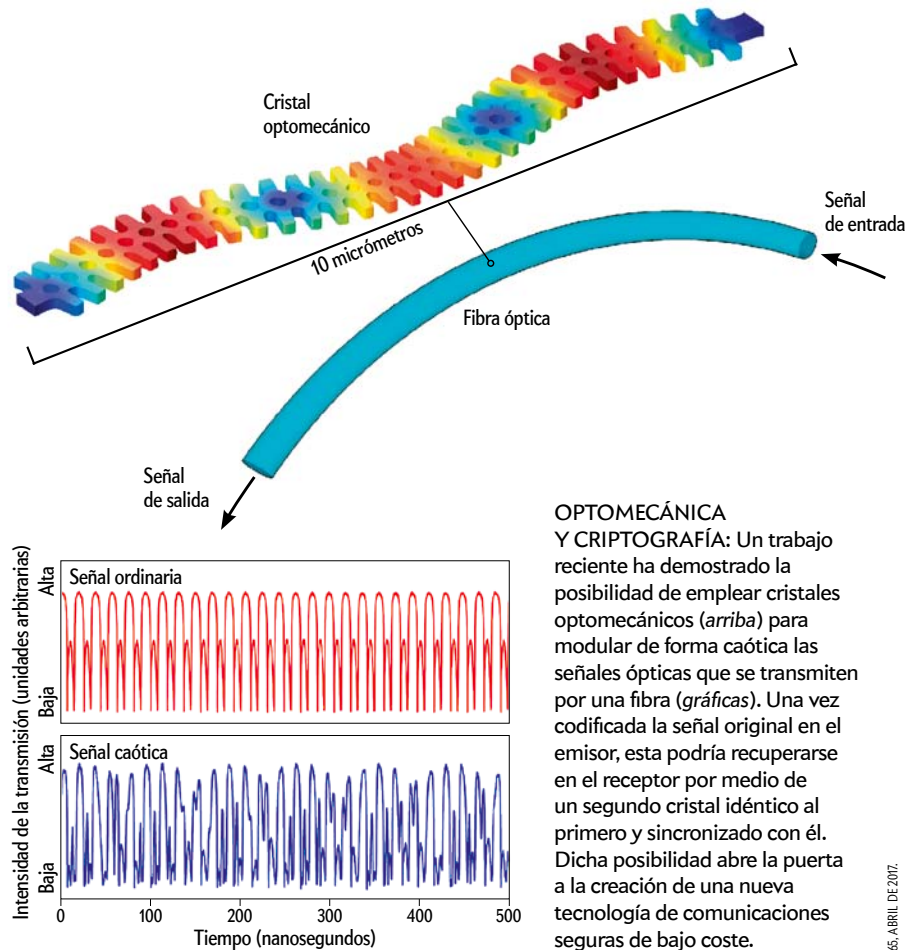 Cristal
optomecánico
10 micrómetros
Señal
de entrada
Fibra óptica
Señal
de salida
Intensidad de la transmisión (unidades arbitrarias)
Alta
Baja
Señal ordinaria
Alta
Baja
Señal caótica
0 100 200 300 400 500
Tiempo (nanosegundos)
OPTOMECÁNICA
Y CRIPTOGRAFÍA: Un trabajo
reciente ha demostrado la
posibilidad de emplear cristales
optomecánicos (arriba) para
modular de forma caótica las
señales ópticas que se transmiten
por una fibra (gráficas). Una vez
codificada la señal original en el
emisor, esta podría recuperarse
en el receptor por medio de
un segundo cristal idéntico al
primero y sincronizado con él.
Dicha posibilidad abre la puerta
a la creación de una nueva
tecnología de comunicaciones
seguras de bajo coste.
65, ABRIL DE 2017.